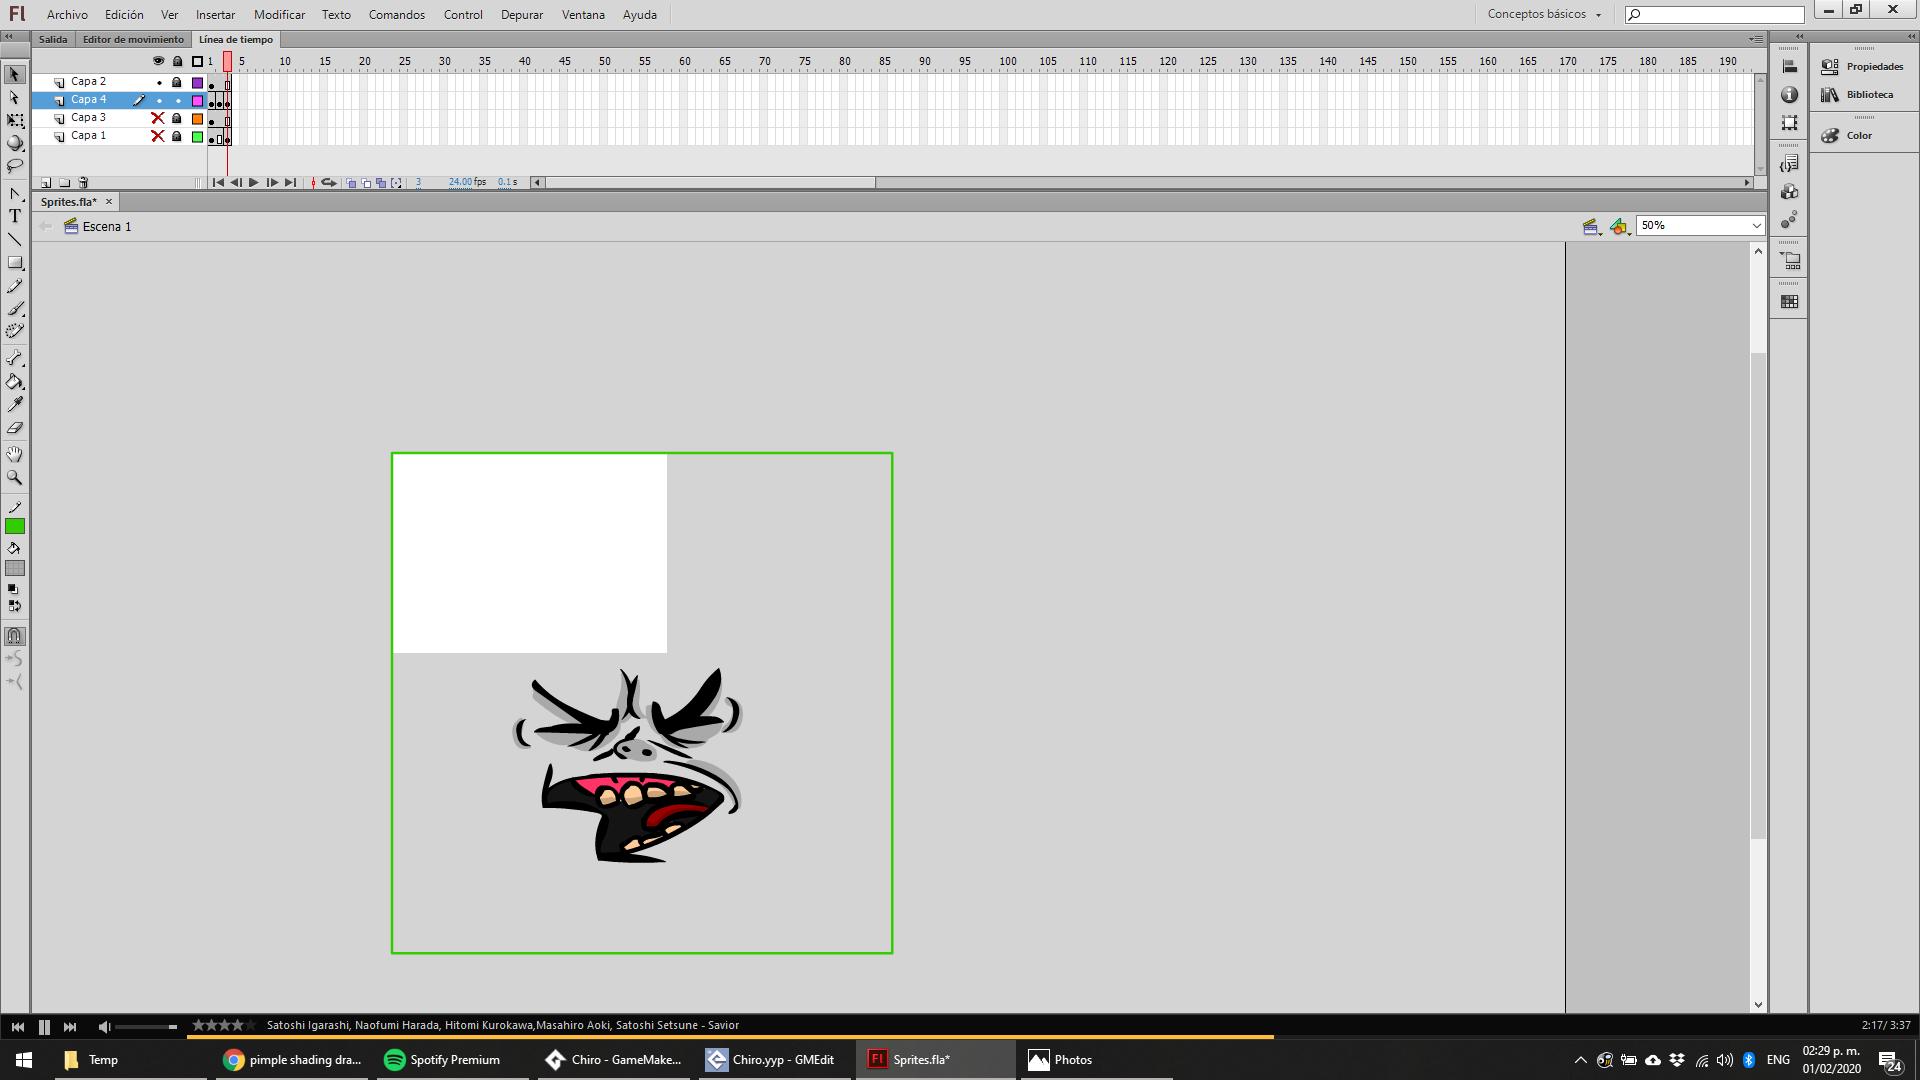 Fl Archivo Edición Ver Insertar Modificar Texto Comandos Control Depurar Ventana Ayuda Conceptos básicos
Salida Editor de movimiento Línea de tiempo
1 5 10 15 20 25 30 35 40 45 50 55 60 65 70 75 80 85 90 95 100 105 110 115 120 125 130 135 140 145 150 155 160 165 170 175 180 185 190
Capa 2
Capa 4
Capa 3
Capa 1
3 24.00 fps 0.1 s
Propiedades
Biblioteca
Color
Sprites.fla*
Escena 1 50%
T
Satoshi Igarashi, Naofumi Harada, Hitomi Kurokawa,Masahiro Aoki, Satoshi Setsune - Savior 2:17/ 3:37
Temp pimple shading dra... Spotify Premium Chiro - GameMake... Chiro.yyp - GMEdit Fl Sprites.fla* Photos ENG 02:29 p. m.
01/02/2020 24